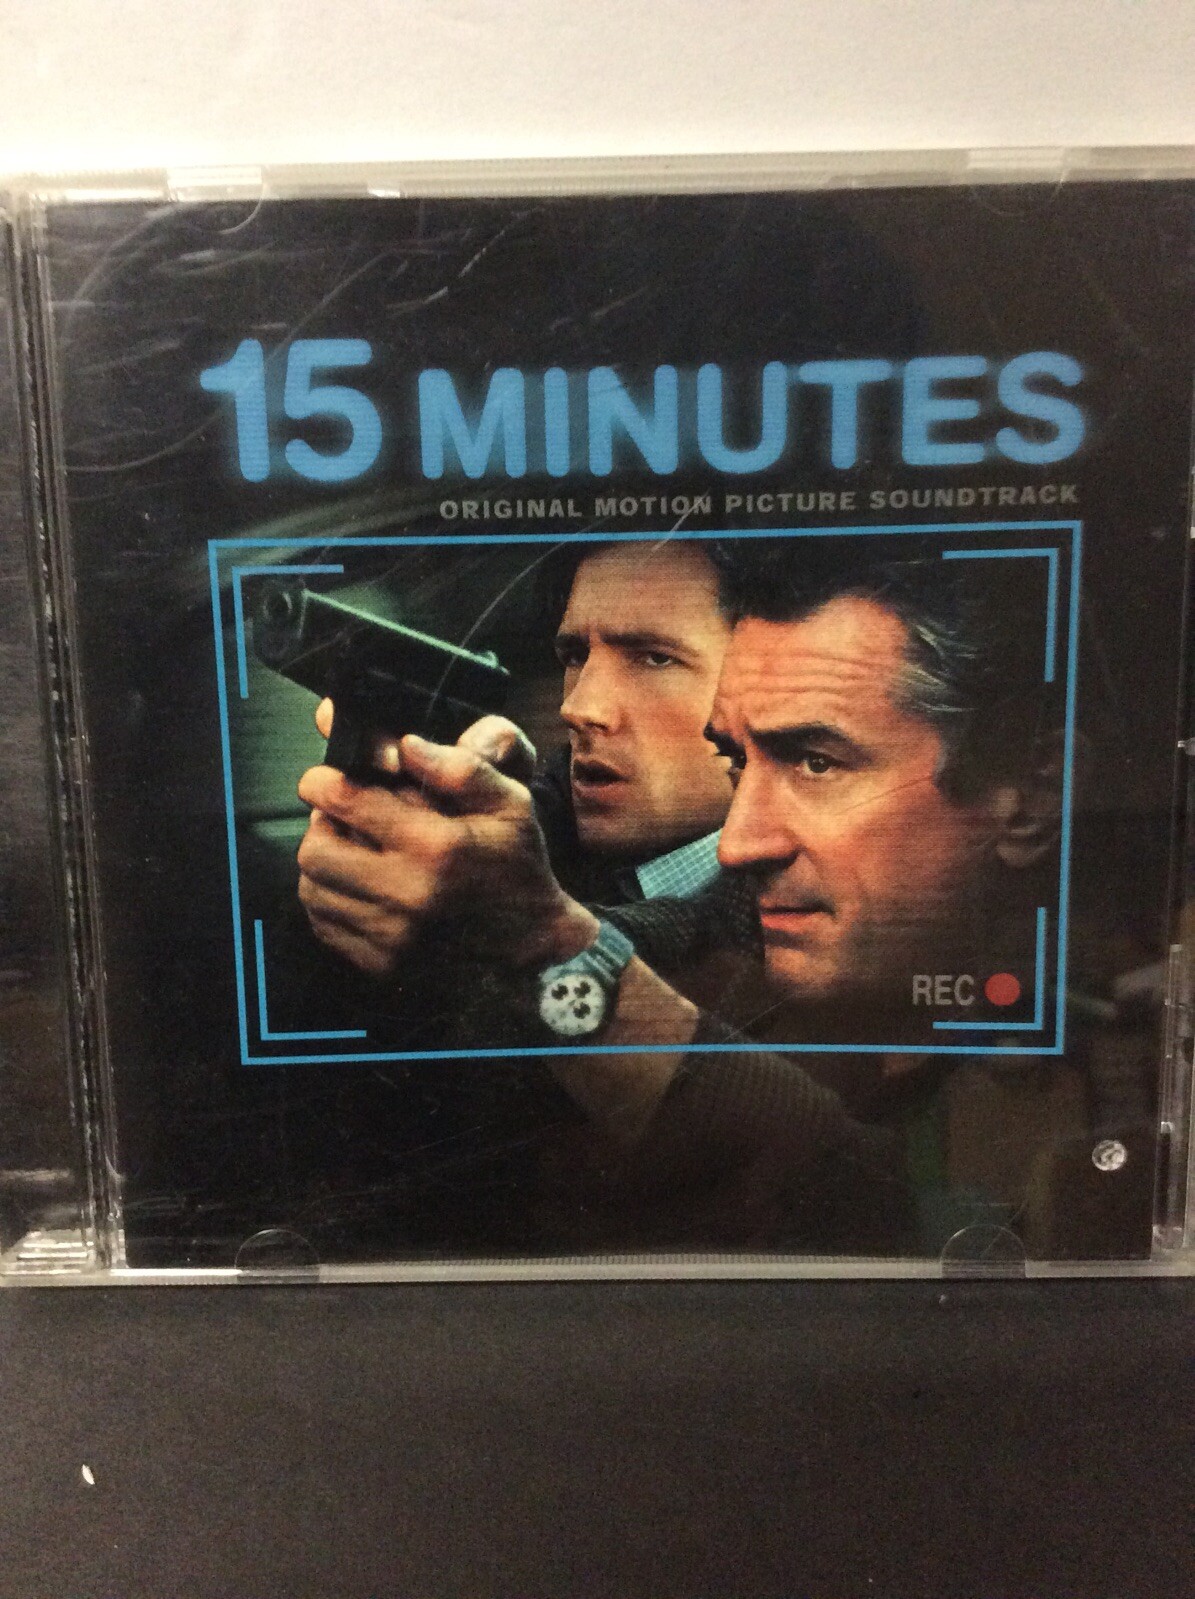 15 MINUTES
ORIGINAL MOTION PICTURE SOUNDTRACK
REC